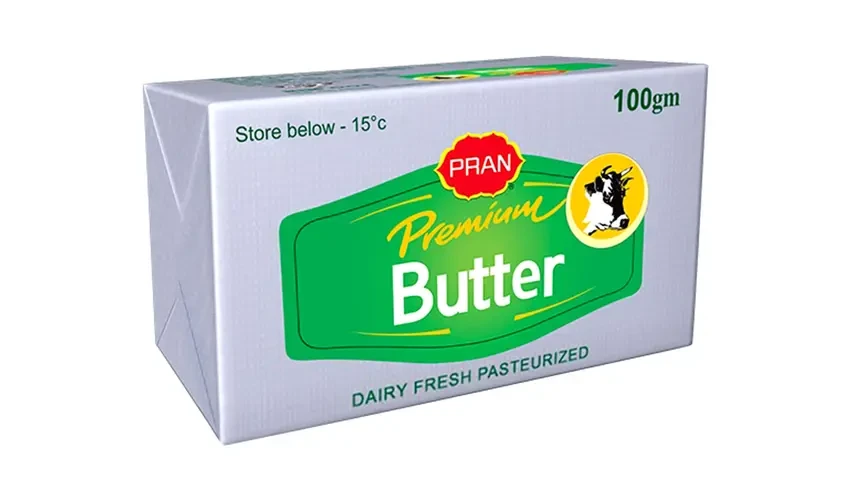 Store below - 15°c
100gm
PRAN
Premium
Butter
DAIRY FRESH PASTEURIZED